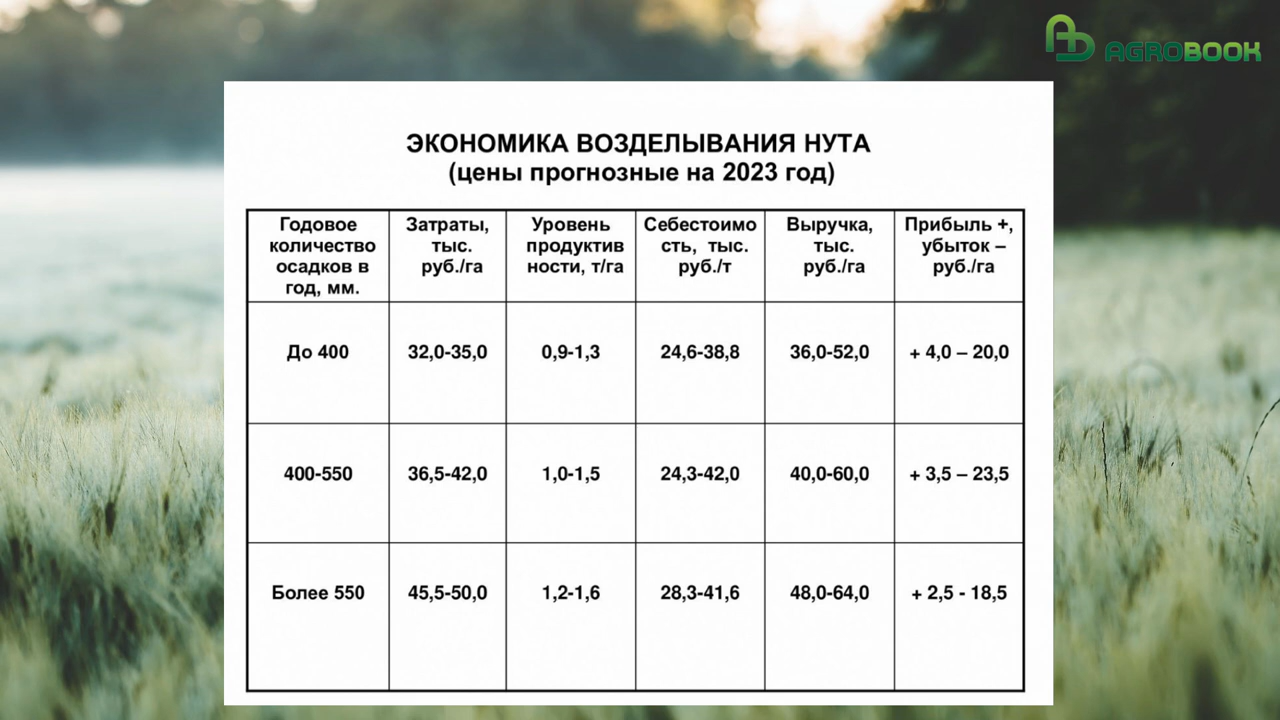 AGROBOOK
ЭКОНОМИКА ВОЗДЕЛЫВАНИЯ НУТА
(цены прогнозные на 2023 год)
Годовое
количество
осадков в
год, мм.
Затраты,
тыс.
руб./га
Уровень
продуктив
ности, т/га
Себестоимо
сть, тыс.
руб./т
Выручка,
тыс.
руб./га
Прибыль +,
убыток –
руб./га
До 400
32,0-35,0
0,9-1,3
24,6-38,8
36,0-52,0
+ 4,0 – 20,0
400-550
36,5-42,0
1,0-1,5
24,3-42,0
40,0-60,0
+ 3,5 – 23,5
Более 550
45,5-50,0
1,2-1,6
28,3-41,6
48,0-64,0
+ 2,5 - 18,5